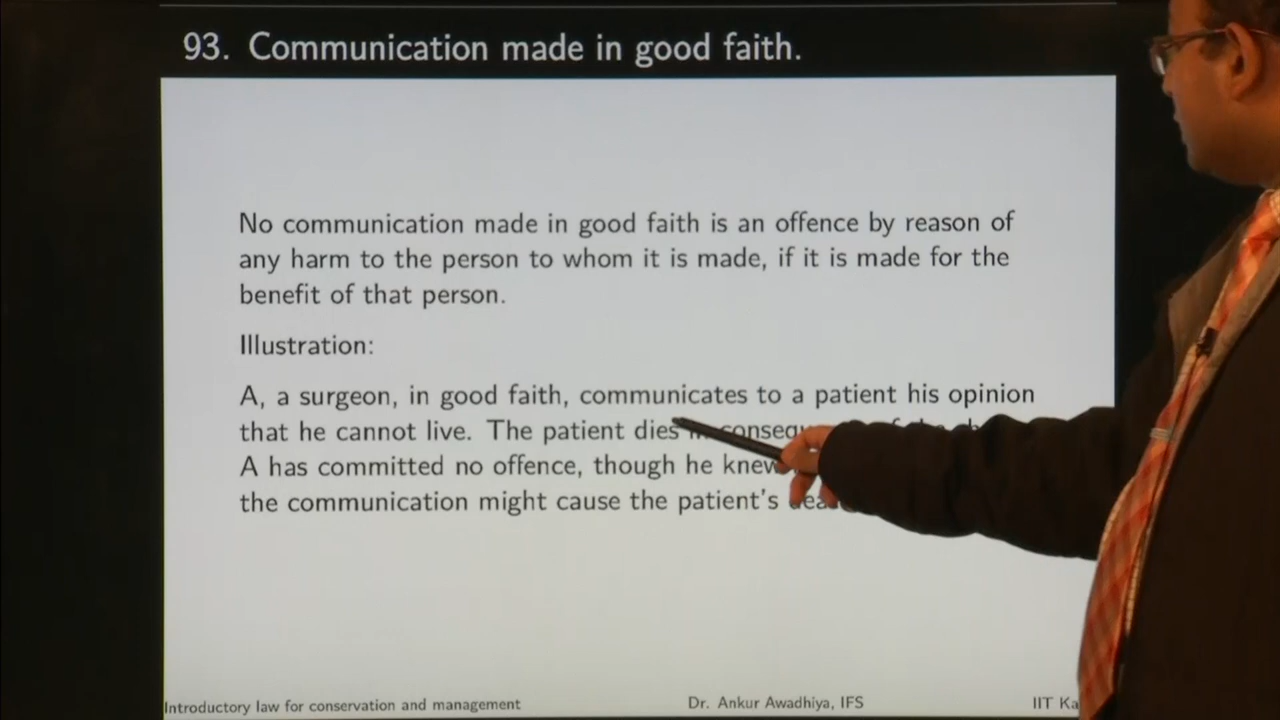 93. Communication made in good faith.
No communication made in good faith is an offence by reason of
any harm to the person to whom it is made, if it is made for the
benefit of that person.
Illustration:
A, a surgeon, in good faith, communicates to a patient his opinion
that he cannot live. The patient dies
A has committed no offence, though he knew
the communication might cause the patient's
Introductory law for conservation and management
Dr. Ankur Awadhiya, IFS
IIT Ka